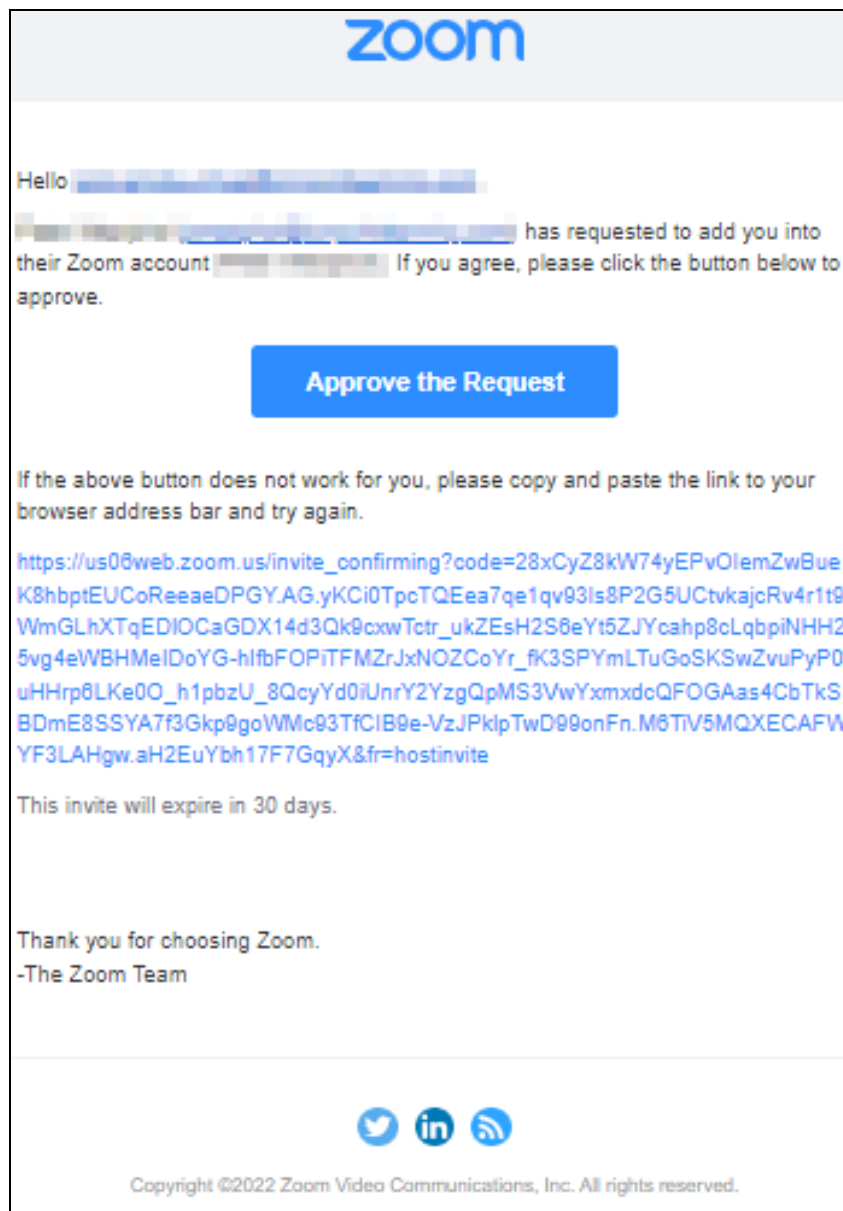 zoom
Hello
has requested to add you into
their Zoom account If you agree, please click the button below to
approve.
Approve the Request
If the above button does not work for you, please copy and paste the link to your
browser address bar and try again.
https://us06web.zoom.us/invite_confirming?code=28xCyZ8kW74yEPvOlemZwBue
K8hbptEUCoReeaeDPGY.AG.yKCi0TpcTQEea7qe1qv93Is8P2G5UCtvkajcRv4r1t9
WmGLhXTqEDIOCaGDX14d3Qk9cxwTctr_ukZEsH2S6eYt5ZJYcahp8cLqbpiNHH2
5vg4eWBHMeIDoYG-hIfbFOPiTFMZrJxNOZCoYr_fK3SPYmLTuGoSKSwZvuPyP0
uHHrp6LKe0O_h1pbzU_8QcyYd0iUnrY2YzgQpMS3VwYxmxdcQFOGAas4CbTkS
BDmE8SSYA7f3Gkp9goWMc93TfCIB9e-VzJPklpTwD99onFn.M6TiV5MQXECAFW
YF3LAHgw.aH2EuYbh17F7GqyX&fr=hostinvite
This invite will expire in 30 days.
Thank you for choosing Zoom.
-The Zoom Team
in
Copyright ©2022 Zoom Video Communications, Inc. All rights reserved.